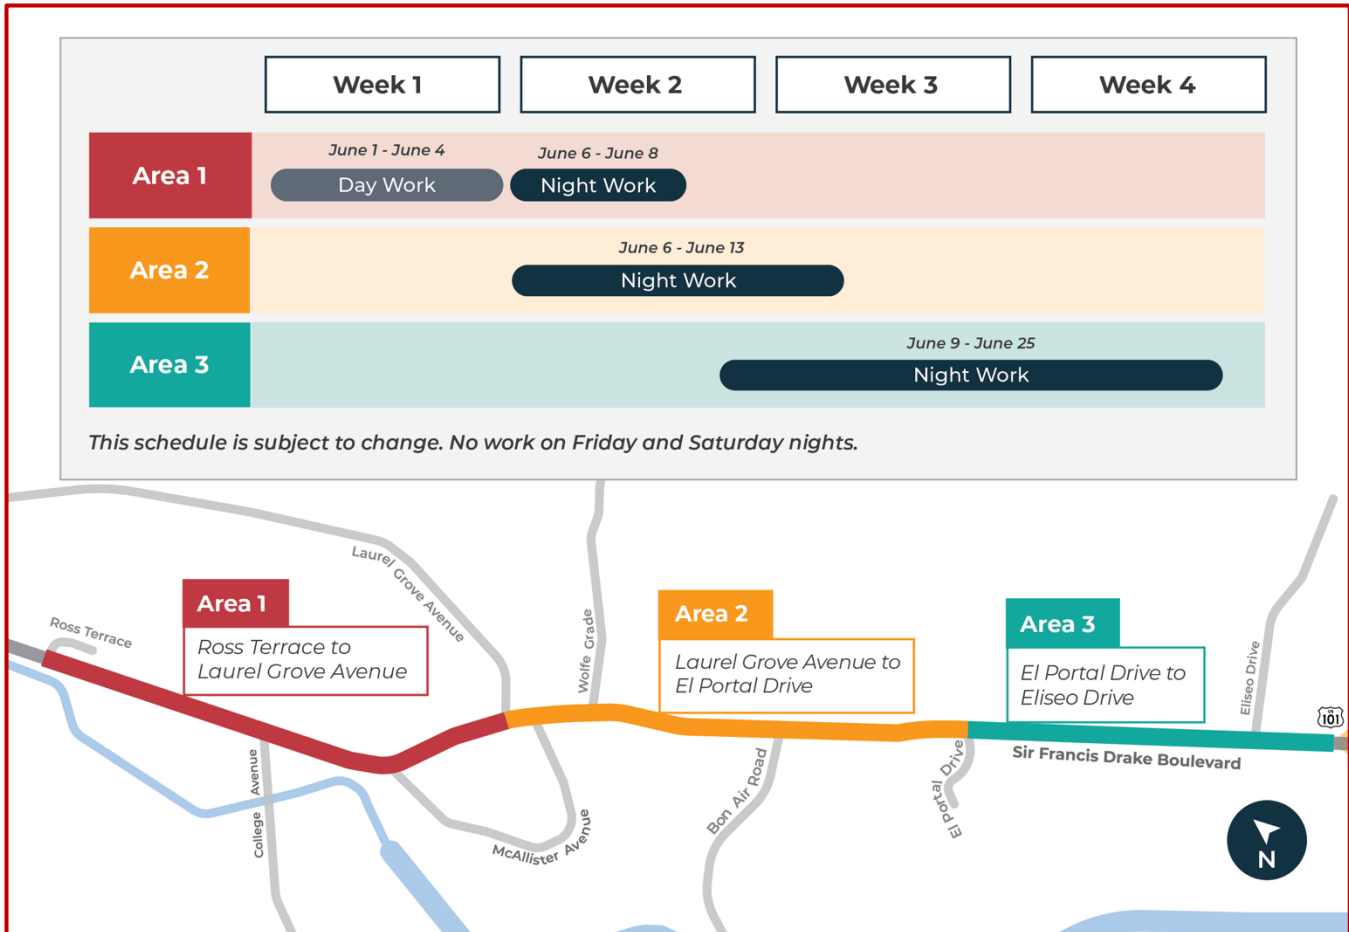 Week 1
Week 2
Week 3
Week 4
Area 1
June 1 - June 4
Day Work
June 6 - June 8
Night Work
Area 2
June 6 - June 13
Night Work
Area 3
June 9 - June 25
Night Work
This schedule is subject to change. No work on Friday and Saturday nights.
Laurel Grove Avenue
Ross Terrace
Area 1
Ross Terrace to
Laurel Grove Avenue
Wolfe Grade
Area 2
Laurel Grove Avenue to
El Portal Drive
Area 3
El Portal Drive to
Eliseo Drive
Eliseo Drive
101
Sir Francis Drake Boulevard
College Avenue
McAllister Avenue
Bon Air Road
El Portal Drive
N